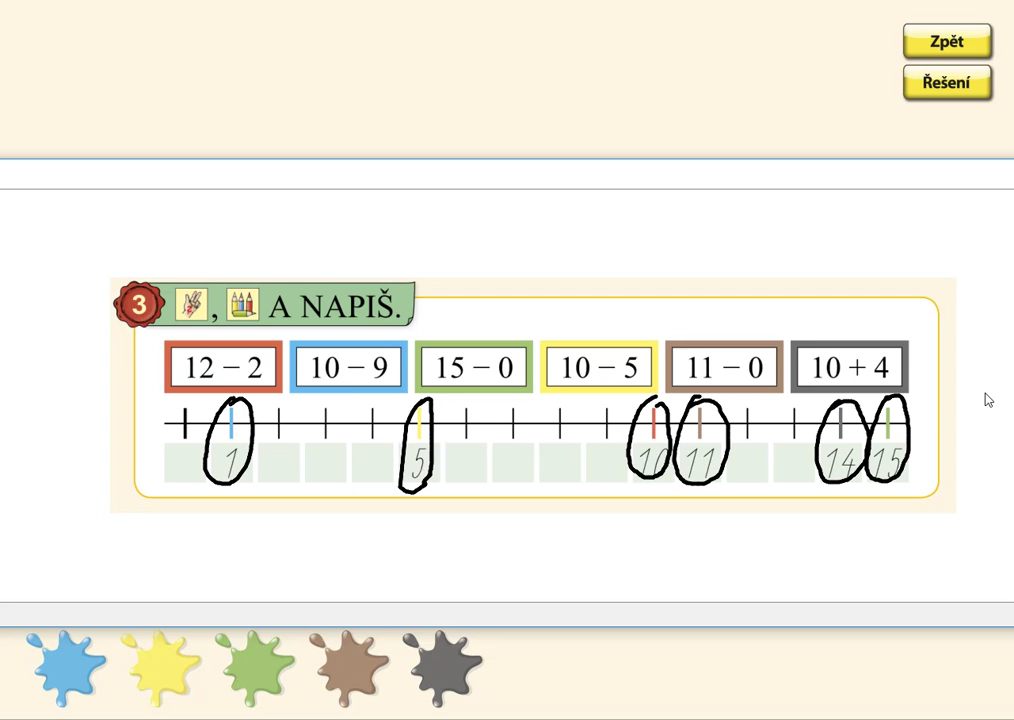 Zpět
Řešení
3 , A NAPIŠ.
12 − 2 10 − 9 15 − 0 10 − 5 11 − 0 10 + 4
1 5 10 11 14 15